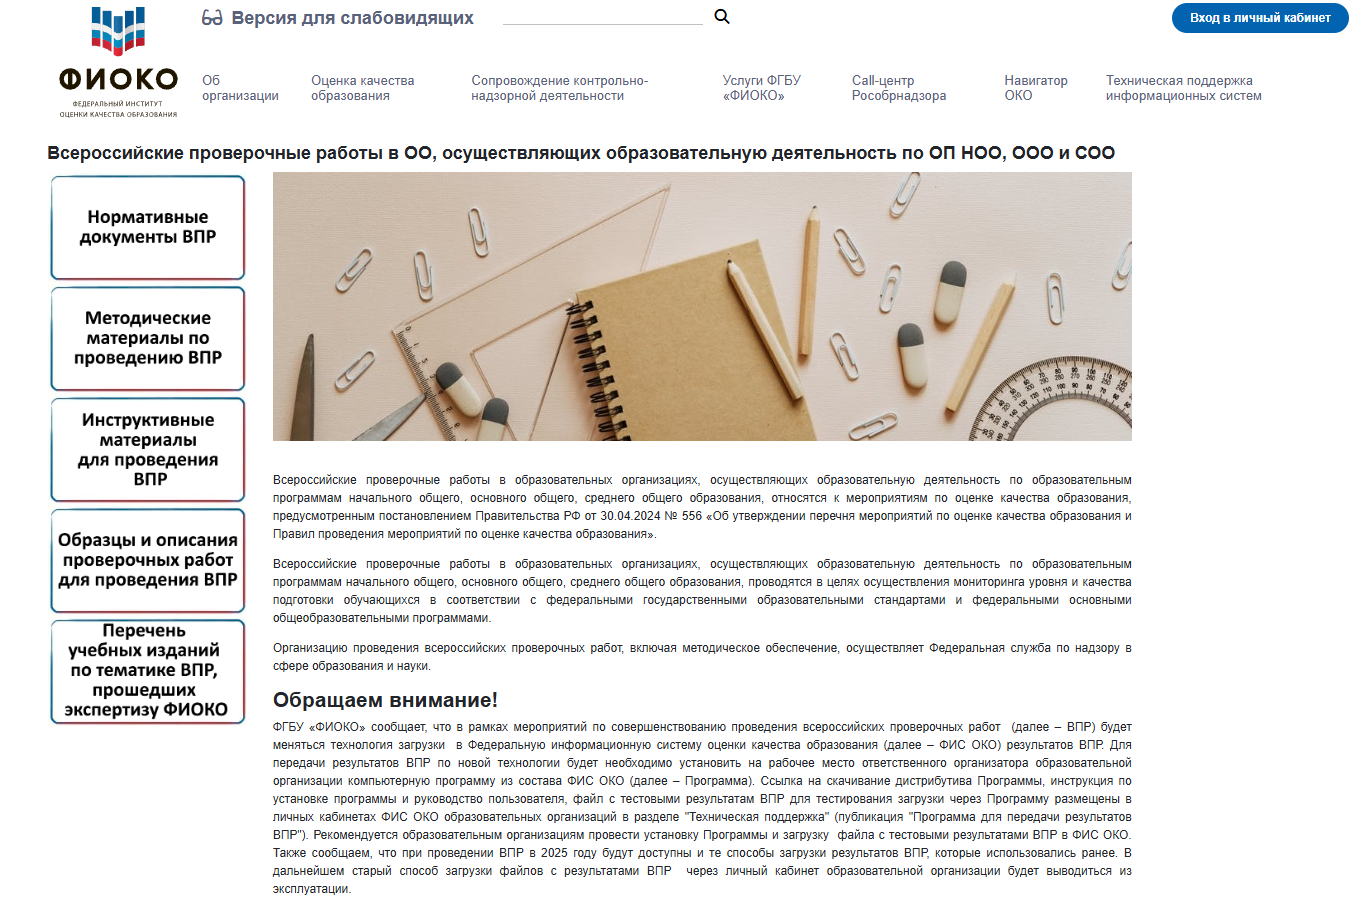 Версия для слабовидящих
Вход в личный кабинет
ФИОКО
ФЕДЕРАЛЬНЫЙ ИНСТИТУТ
ОЦЕНКИ КАЧЕСТВА ОБРАЗОВАНИЯ
Об
организации
Оценка качества
образования
Сопровождение контрольно-
надзорной деятельности
Услуги ФГБУ
«ФИОКО»
Call-центр
Рособрнадзора
Навигатор
ОКО
Техническая поддержка
информационных систем
Всероссийские проверочные работы в ОО, осуществляющих образовательную деятельность по ОП НОО, ООО и СОО
Нормативные
документы ВПР
Методические
материалы по
проведению ВПР
Инструктивные
материалы
для проведения
ВПР
Образцы и описания
проверочных работ
для проведения ВПР
Перечень
учебных изданий
по тематике ВПР,
прошедших
экспертизу ФИОКО
Всероссийские проверочные работы в образовательных организациях, осуществляющих образовательную деятельность по образовательным
программам начального общего, основного общего, среднего общего образования, относятся к мероприятиям по оценке качества образования,
предусмотренным постановлением Правительства РФ от 30.04.2024 № 556 «Об утверждении перечня мероприятий по оценке качества образования и
Правил проведения мероприятий по оценке качества образования».
Всероссийские проверочные работы в образовательных организациях, осуществляющих образовательную деятельность по образовательным
программам начального общего, основного общего, среднего общего образования, проводятся в целях осуществления мониторинга уровня и качества
подготовки обучающихся в соответствии с федеральными государственными образовательными стандартами и федеральными основными
общеобразовательными программами.
Организацию проведения всероссийских проверочных работ, включая методическое обеспечение, осуществляет Федеральная служба по надзору в
сфере образования и науки.
Обращаем внимание!
ФГБУ «ФИОКО» сообщает, что в рамках мероприятий по совершенствованию проведения всероссийских проверочных работ (далее – ВПР) будет
меняться технология загрузки в Федеральную информационную систему оценки качества образования (далее – ФИС ОКО) результатов ВПР. Для
передачи результатов ВПР по новой технологии будет необходимо установить на рабочее место ответственного организатора образовательной
организации компьютерную программу из состава ФИС ОКО (далее – Программа). Ссылка на скачивание дистрибутива Программы, инструкция по
установке программы и руководство пользователя, файл с тестовыми результатам ВПР для тестирования загрузки через Программу размещены в
личных кабинетах ФИС ОКО образовательных организаций в разделе "Техническая поддержка" (публикация "Программа для передачи результатов
ВПР"). Рекомендуется образовательным организациям провести установку Программы и загрузку файла с тестовыми результатами ВПР в ФИС ОКО.
Также сообщаем, что при проведении ВПР в 2025 году будут доступны и те способы загрузки результатов ВПР, которые использовались ранее. В
дальнейшем старый способ загрузки файлов с результатами ВПР через личный кабинет образовательной организации будет выводиться из
эксплуатации.